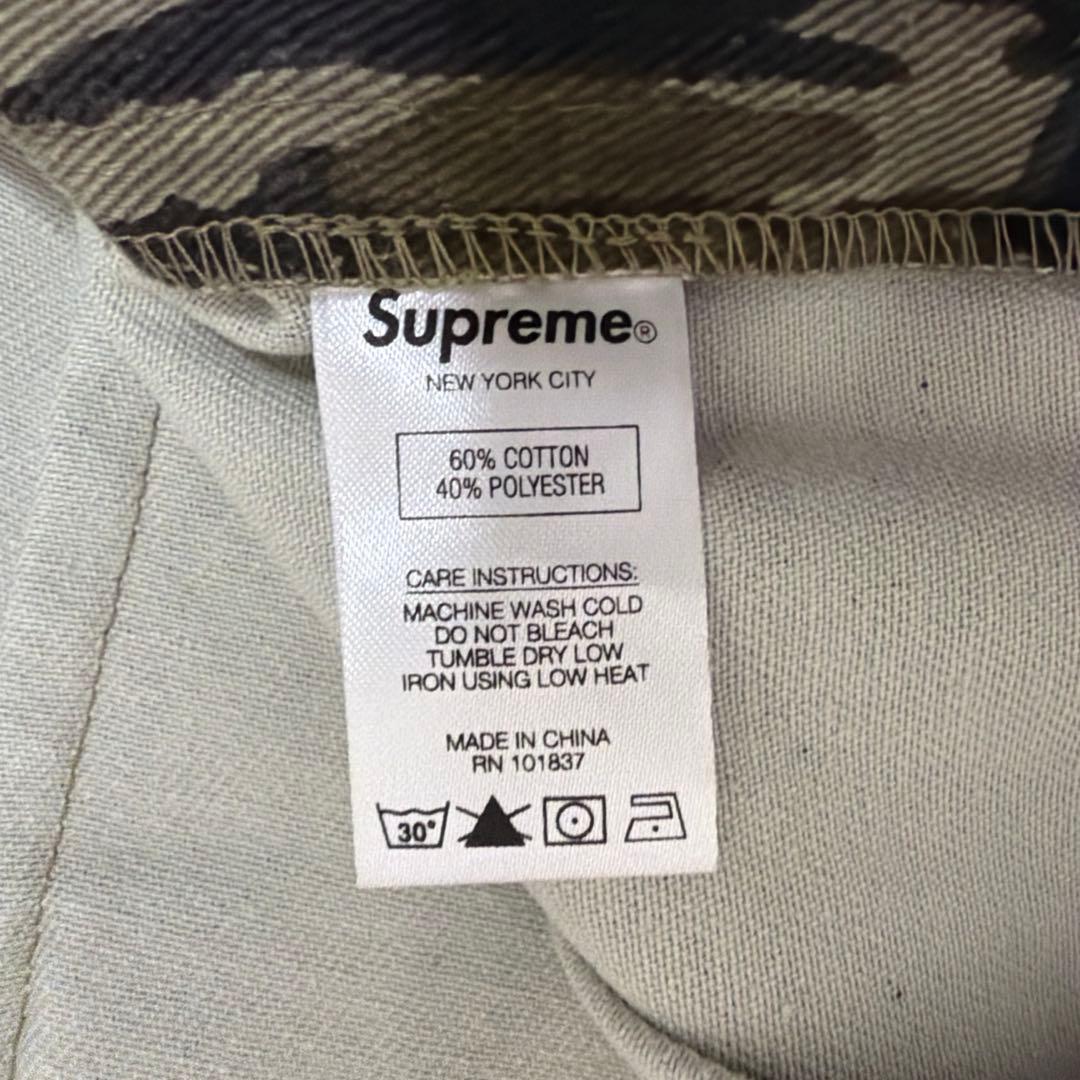 Supreme®
NEW YORK CITY
60% COTTON
40% POLYESTER
CARE INSTRUCTIONS:
MACHINE WASH COLD
DO NOT BLEACH
TUMBLE DRY LOW
IRON USING LOW HEAT
MADE IN CHINA
RN 101837
30°